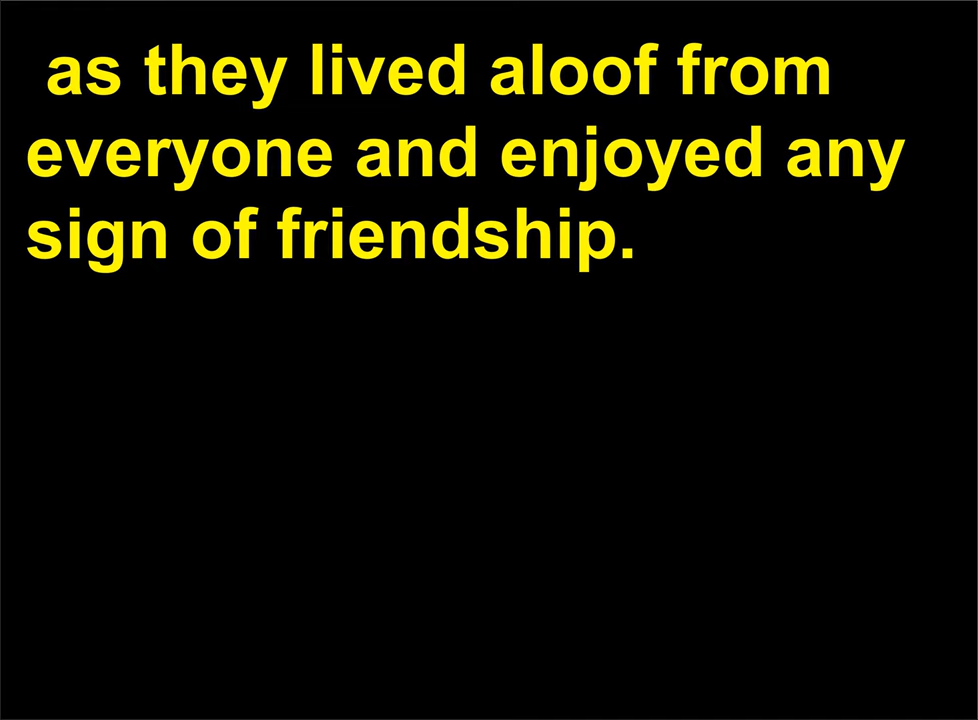 as they lived aloof from
everyone and enjoyed any
sign of friendship.